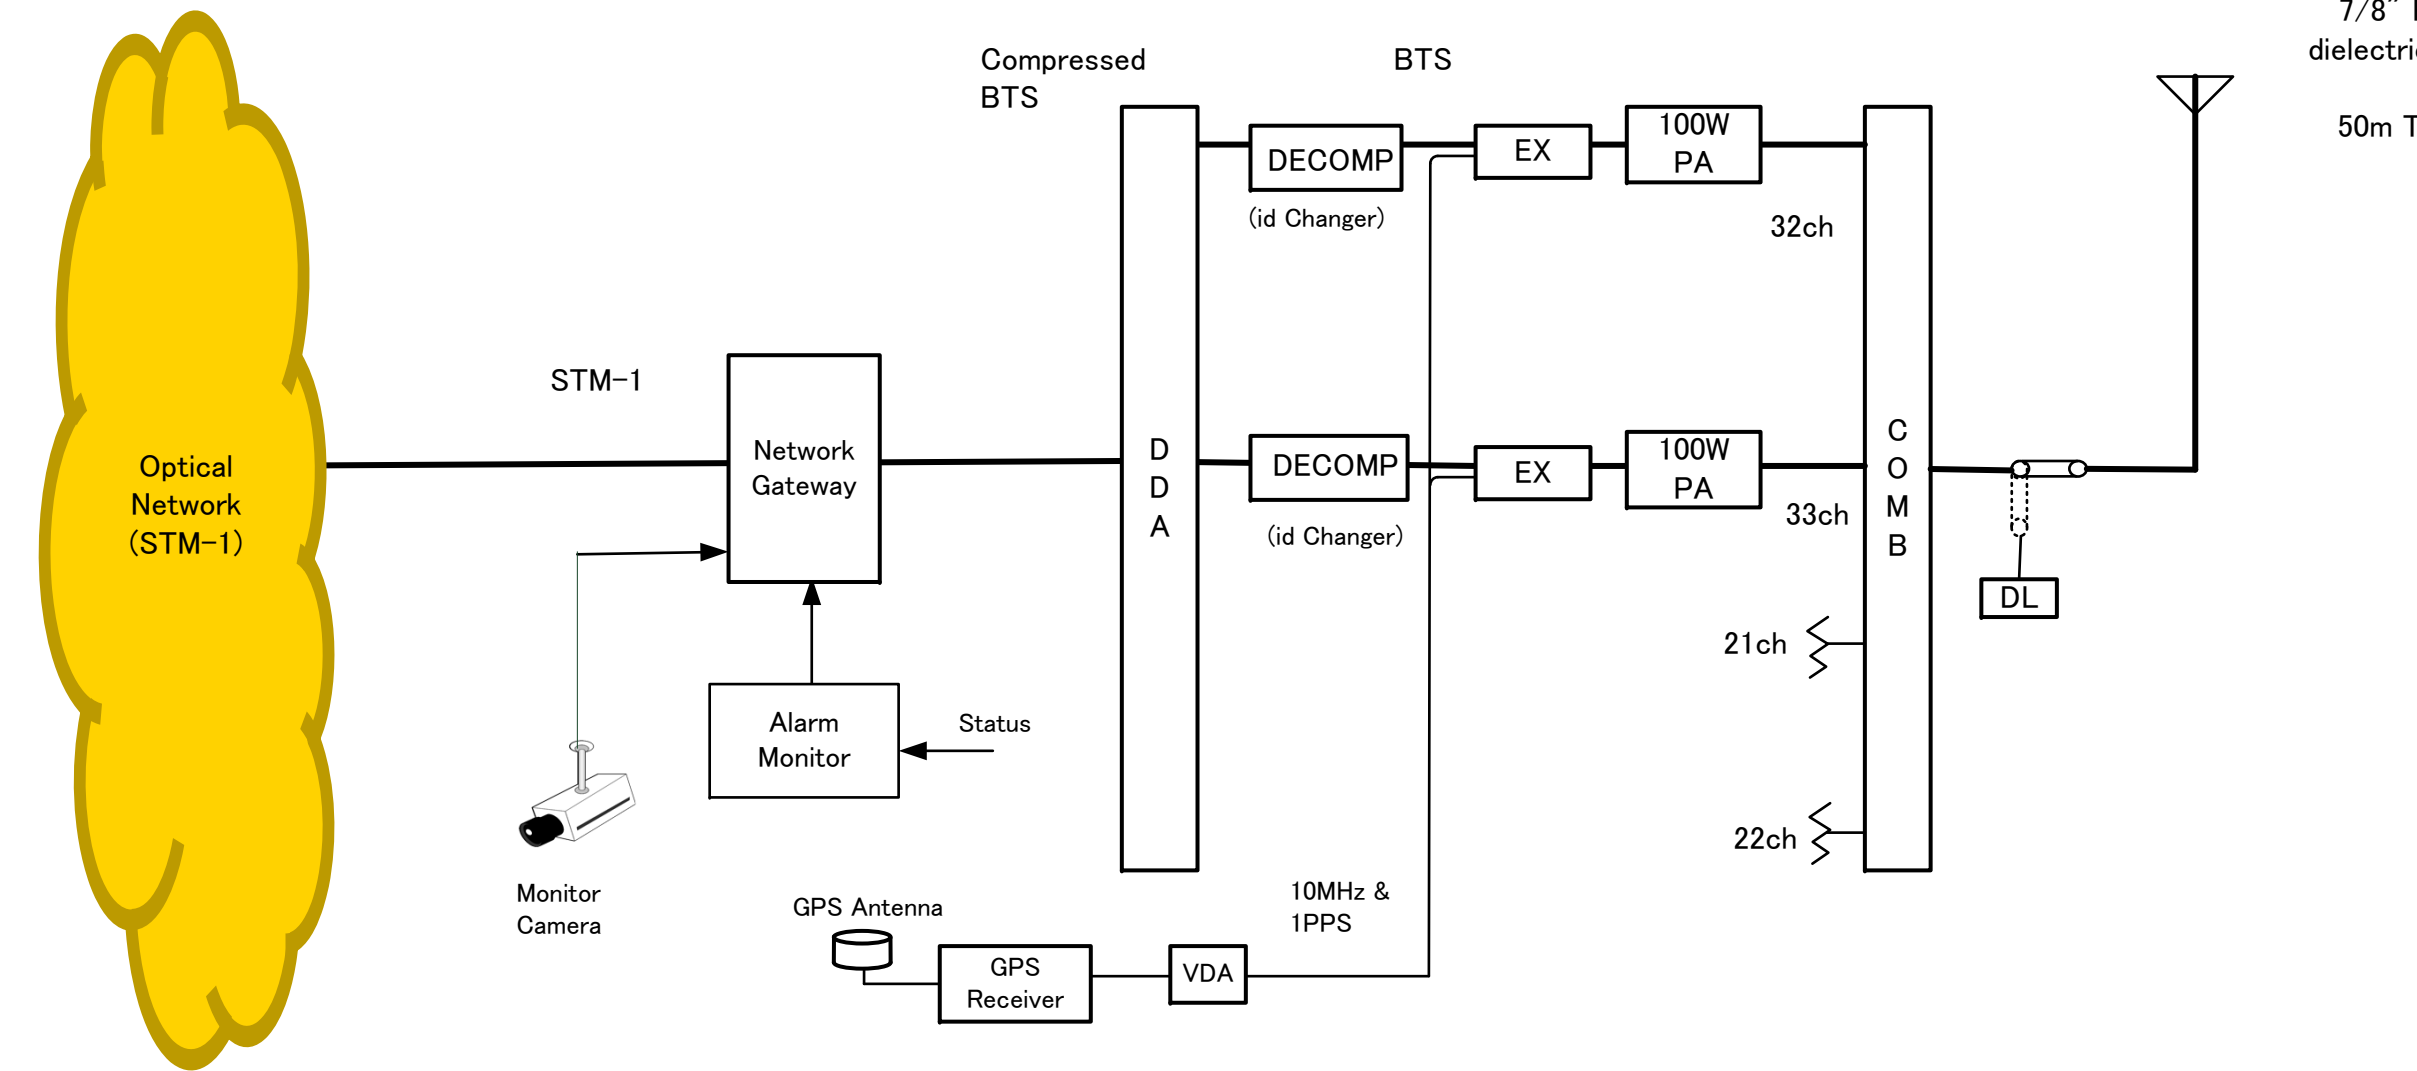 7/8"
dielectri
50m T
Compressed
BTS
BTS
DECOMP
(id Changer)
EX
100W
PA
32ch
STM-1
Optical
Network
(STM-1)
Network
Gateway
D
D
A
DECOMP
(id Changer)
EX
100W
PA
33ch
C
O
M
B
DL
21ch
22ch
Alarm
Monitor
Status
Monitor
Camera
GPS Antenna
GPS
Receiver
VDA
10MHz &
1PPS